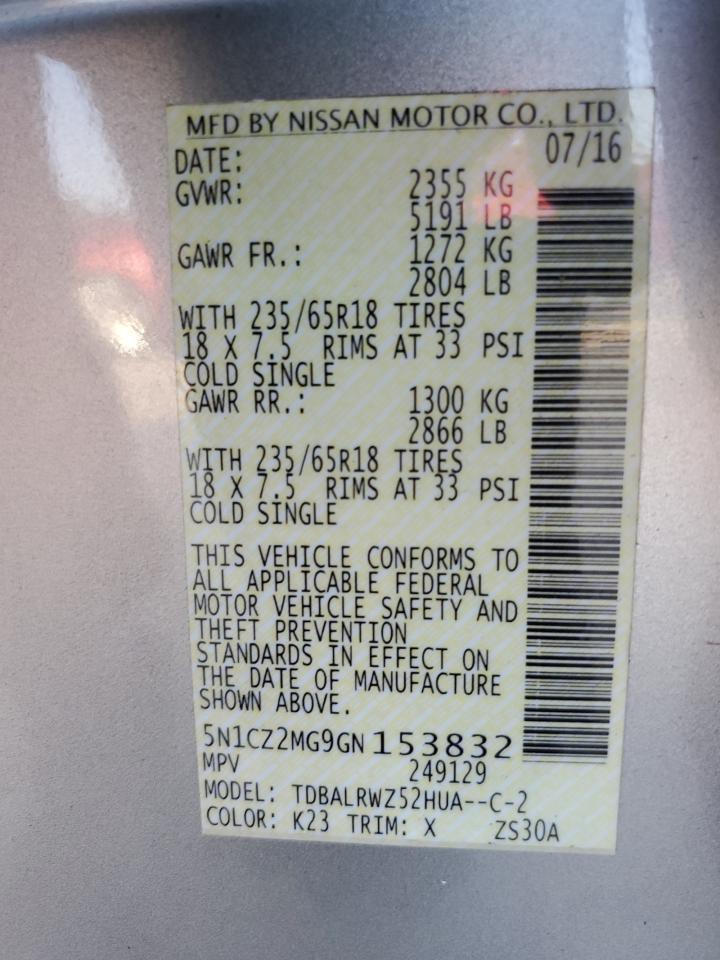 MFD BY NISSAN MOTOR CO., LTD.
DATE: 07/16
GVWR: 2355 KG
5191 LB
GAWR FR.: 1272 KG
2804 LB
WITH 235/65R18 TIRES
18 X 7.5 RIMS AT 33 PSI
COLD SINGLE
GAWR RR.: 1300 KG
2866 LB
WITH 235/65R18 TIRES
18 X 7.5 RIMS AT 33 PSI
COLD SINGLE
THIS VEHICLE CONFORMS TO
ALL APPLICABLE FEDERAL
MOTOR VEHICLE SAFETY AND
THEFT PREVENTION
STANDARDS IN EFFECT ON
THE DATE OF MANUFACTURE
SHOWN ABOVE.
5N1CZ2MG9GN153832
MPV 249129
MODEL: TDBALRWZ52HUA--C-2
COLOR: K23 TRIM: X ZS30A